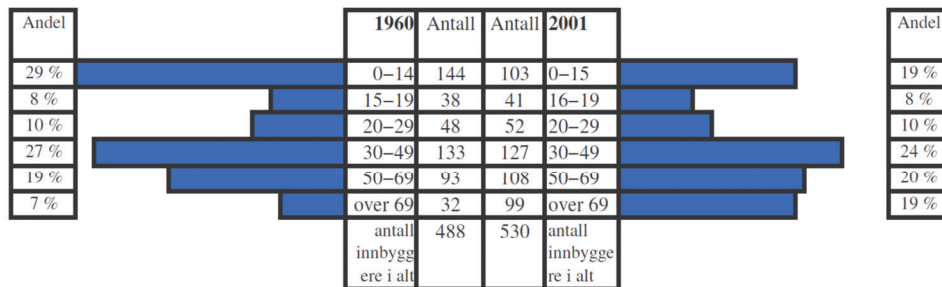 Andel 1960 Antall Antall 2001 Andel
29 % 0–14 144 103 0–15 19 %
8 % 15–19 38 41 16–19 8 %
10 % 20–29 48 52 20–29 10 %
27 % 30–49 133 127 30–49 24 %
19 % 50–69 93 108 50–69 20 %
7 % over 69 32 99 over 69 19 %
antall 488 530 antall
innbygg innbygge
ere i alt re i alt